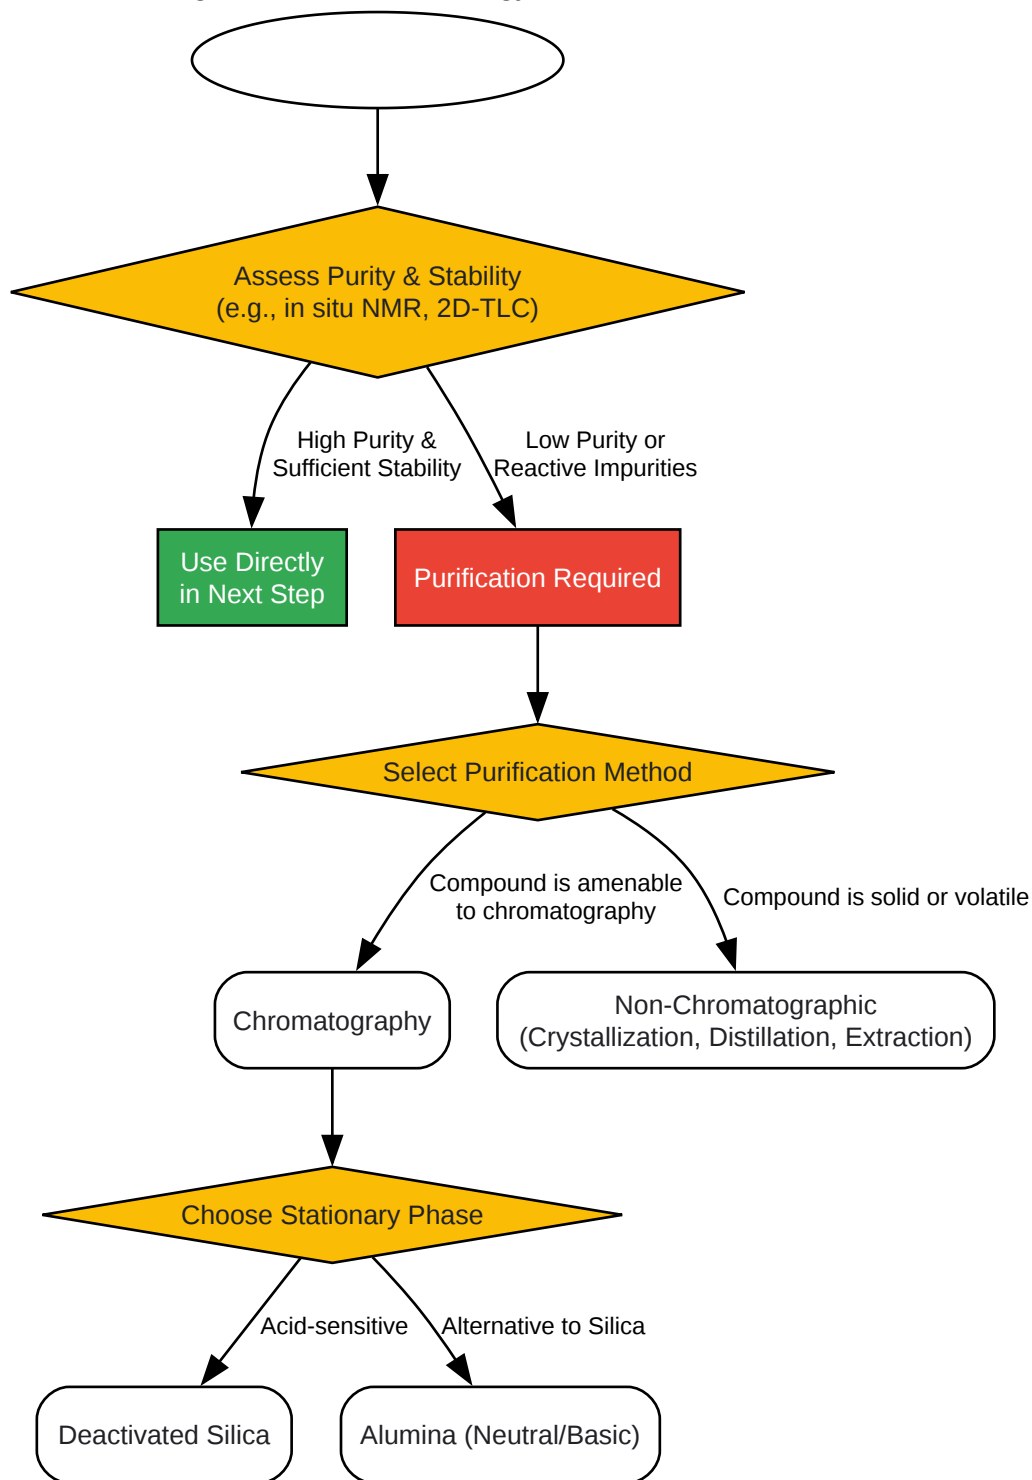 Assess Purity & Stability
(e.g., in situ NMR, 2D-TLC)
High Purity &
Sufficient Stability
Low Purity or
Reactive Impurities
Use Directly
in Next Step
Purification Required
Select Purification Method
Compound is amenable
to chromatography
Compound is solid or volatile
Chromatography
Non-Chromatographic
(Crystallization, Distillation, Extraction)
Choose Stationary Phase
Acid-sensitive
Alternative to Silica
Deactivated Silica
Alumina (Neutral/Basic)